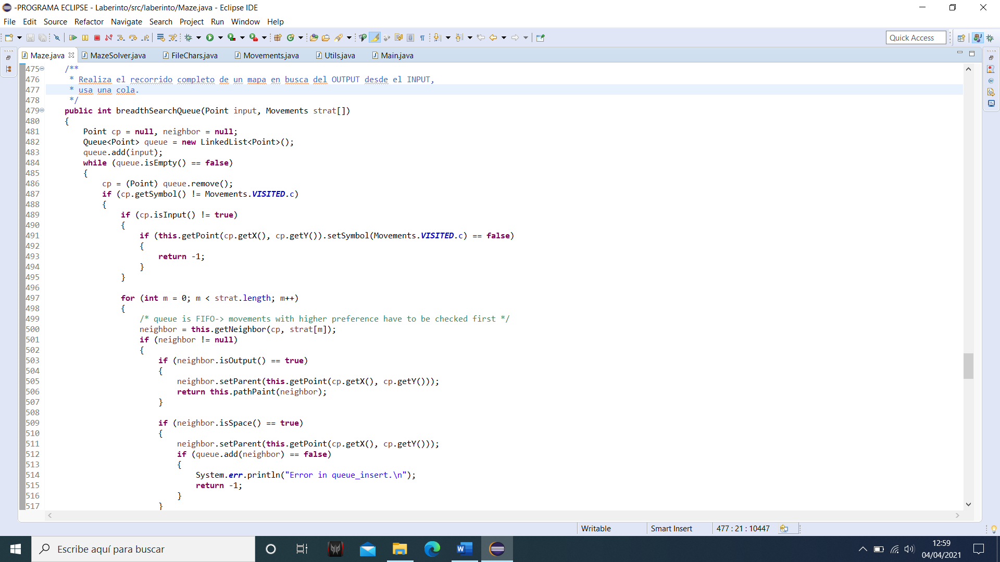 -PROGRAMA ECLIPSE - Laberinto/src/laberinto/Maze.java - Eclipse IDE
File Edit Source Refactor Navigate Search Project Run Window Help
Quick Access
Maze.java MazeSolver.java FileChars.java Movements.java Utils.java Main.java
475 /**
476 * Realiza el recorrido completo de un mapa en busca del OUTPUT desde el INPUT,
477 * usa una cola.
478 */
479 public int breadthSearchQueue(Point input, Movements strat[])
480 {
481 Point cp = null, neighbor = null;
482 Queue<Point> queue = new LinkedList<Point>();
483 queue.add(input);
484 while (queue.isEmpty() == false)
485 {
486 cp = (Point) queue.remove();
487 if (cp.getSymbol() != Movements.VISITED.c)
488 {
489 if (cp.isInput() != true)
490 {
491 if (this.getPoint(cp.getX(), cp.getY()).setSymbol(Movements.VISITED.c) == false)
492 {
493 return -1;
494 }
495 }
496
497 for (int m = 0; m < strat.length; m++)
498 {
499 /* queue is FIFO-> movements with higher preference have to be checked first */
500 neighbor = this.getNeighbor(cp, strat[m]);
501 if (neighbor != null)
502 {
503 if (neighbor.isOutput() == true)
504 {
505 neighbor.setParent(this.getPoint(cp.getX(), cp.getY()));
506 return this.pathPaint(neighbor);
507 }
508
509 if (neighbor.isSpace() == true)
510 {
511 neighbor.setParent(this.getPoint(cp.getX(), cp.getY()));
512 if (queue.add(neighbor) == false)
513 {
514 System.err.println("Error in queue_insert.\n");
515 return -1;
516 }
517 }
Writable Smart Insert 477 : 21 : 10447
Escribe aquí para buscar
12:59
04/04/2021